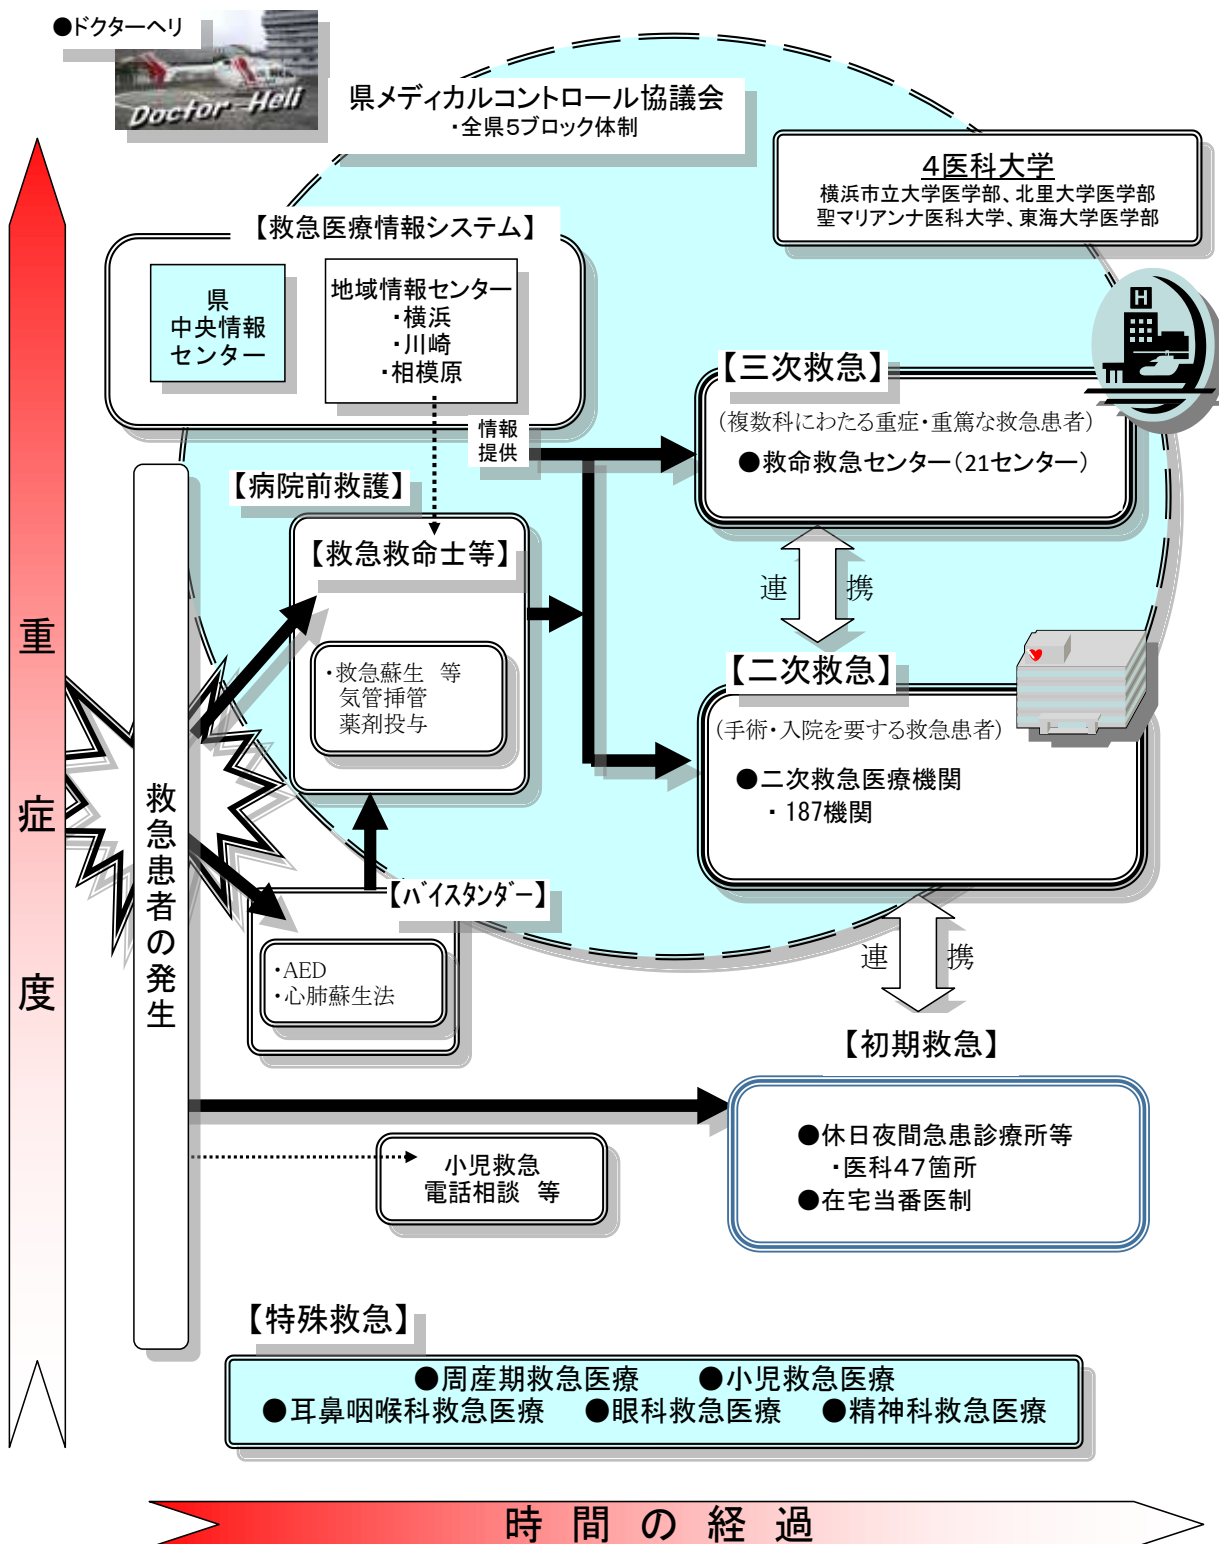 ●ドクターヘリ
Doctor-Heli
県メディカルコントロール協議会
・全県5ブロック体制
4医科大学
横浜市立大学医学部、北里大学医学部
聖マリアンナ医科大学、東海大学医学部
【救急医療情報システム】
県
中央情報
センター
地域情報センター
・横浜
・川崎
・相模原
H
情報
提供
【三次救急】
(複数科にわたる重症・重篤な救急患者)
●救命救急センター(21センター)
【病院前救護】
【救急救命士等】
・救急蘇生 等
気管挿管
薬剤投与
連 携
【二次救急】
(手術・入院を要する救急患者)
●二次救急医療機関
・187機関
重症度
救急患者の発生
【バイスタンダー】
・AED
・心肺蘇生法
連 携
【初期救急】
●休日夜間急患診療所等
・医科47箇所
●在宅当番医制
小児救急
電話相談 等
【特殊救急】
●周産期救急医療 ●小児救急医療
●耳鼻咽喉科救急医療 ●眼科救急医療 ●精神科救急医療
時間の経過